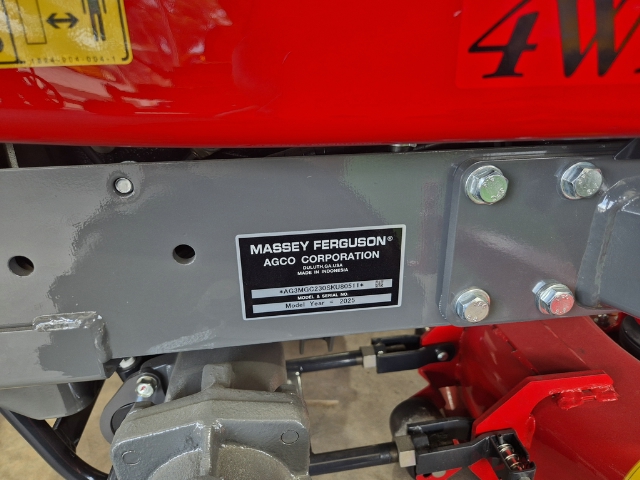 4W
MASSEY FERGUSON®
AGCO CORPORATION
DULUTH,GA.USA
MADE IN INDONESIA
MODEL & SERIAL NO.
Model Year - 2025